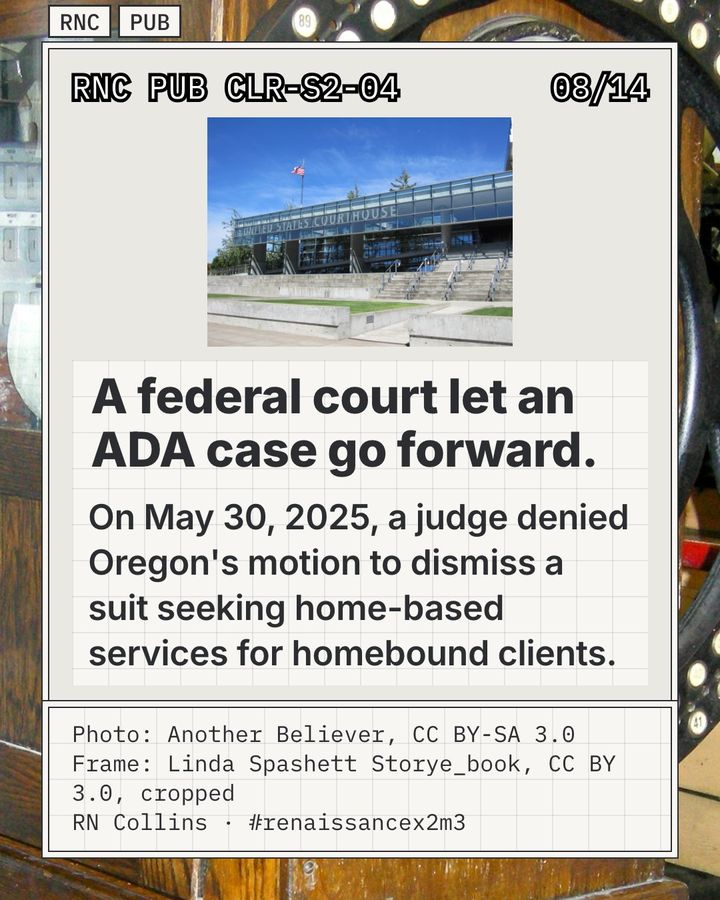 RNC PUB
89
RNC PUB CLR-S2-04 08/14
UNITED STATES COURTHOUSE
A federal court let an
ADA case go forward.
On May 30, 2025, a judge denied
Oregon's motion to dismiss a
suit seeking home-based
services for homebound clients.
Photo: Another Believer, CC BY-SA 3.0
Frame: Linda Spashett Storye_book, CC BY
3.0, cropped
RN Collins · #renaissancex2m3
41